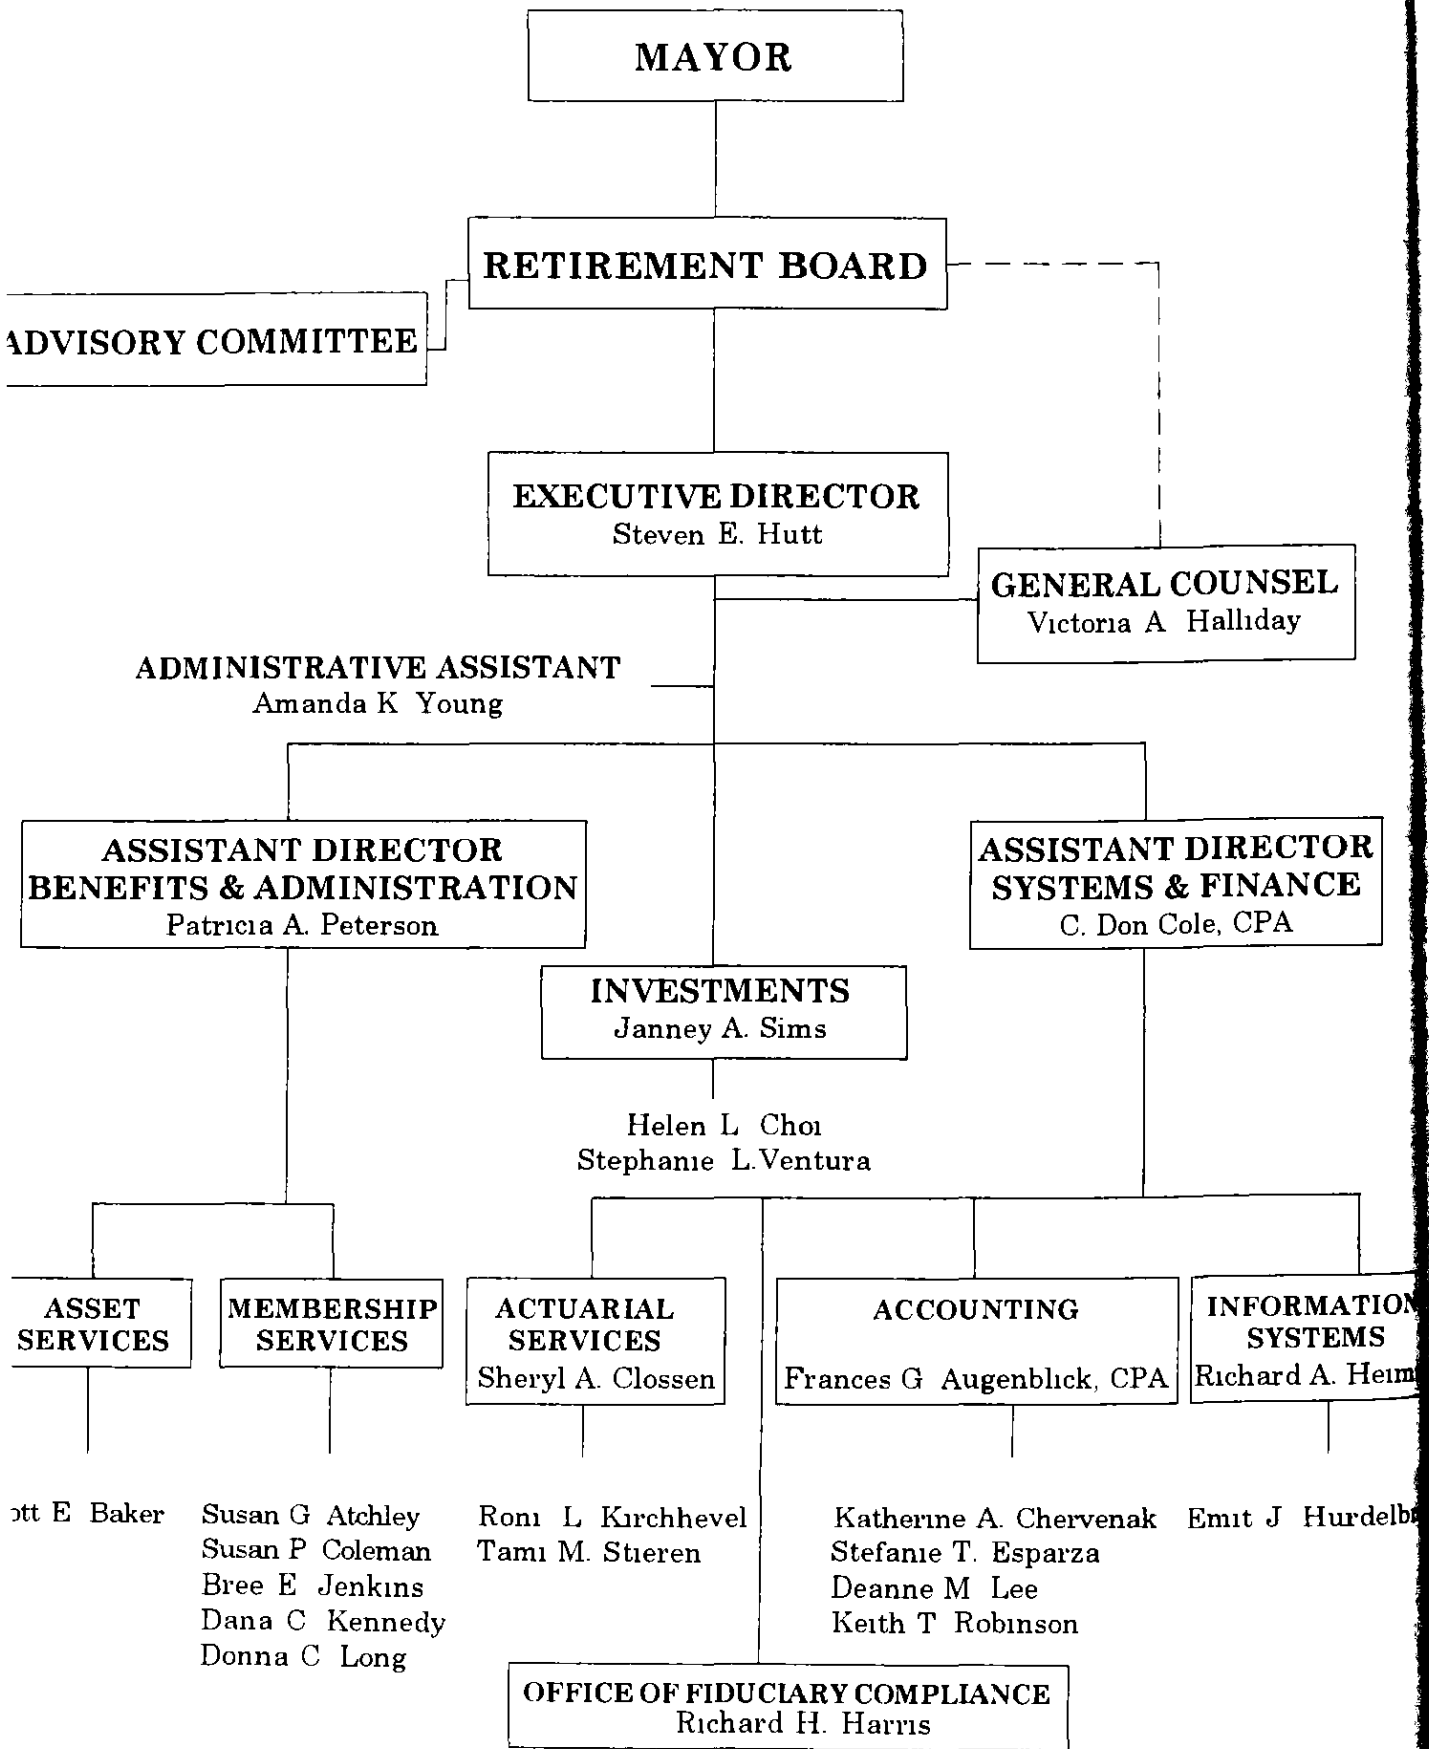 MAYOR
RETIREMENT BOARD
ADVISORY COMMITTEE
EXECUTIVE DIRECTOR
Steven E. Hutt
GENERAL COUNSEL
Victoria A Halliday
ADMINISTRATIVE ASSISTANT
Amanda K Young
ASSISTANT DIRECTOR
BENEFITS & ADMINISTRATION
Patricia A. Peterson
ASSISTANT DIRECTOR
SYSTEMS & FINANCE
C. Don Cole, CPA
INVESTMENTS
Janney A. Sims
Helen L Choi
Stephanie L.Ventura
ASSET
SERVICES
MEMBERSHIP
SERVICES
ACTUARIAL
SERVICES
Sheryl A. Clossen
ACCOUNTING
Frances G Augenblick, CPA
INFORMATION
SYSTEMS
Richard A.
E Baker
Susan G Atchley
Susan P Coleman
Bree E Jenkins
Dana C Kennedy
Donna C Long
Roni L Kirchhevel
Tami M. Stieren
Katherine A. Chervenak
Stefanie T. Esparza
Deanne M Lee
Keith T Robinson
Emit J
OFFICE OF FIDUCIARY COMPLIANCE
Richard H. Harris